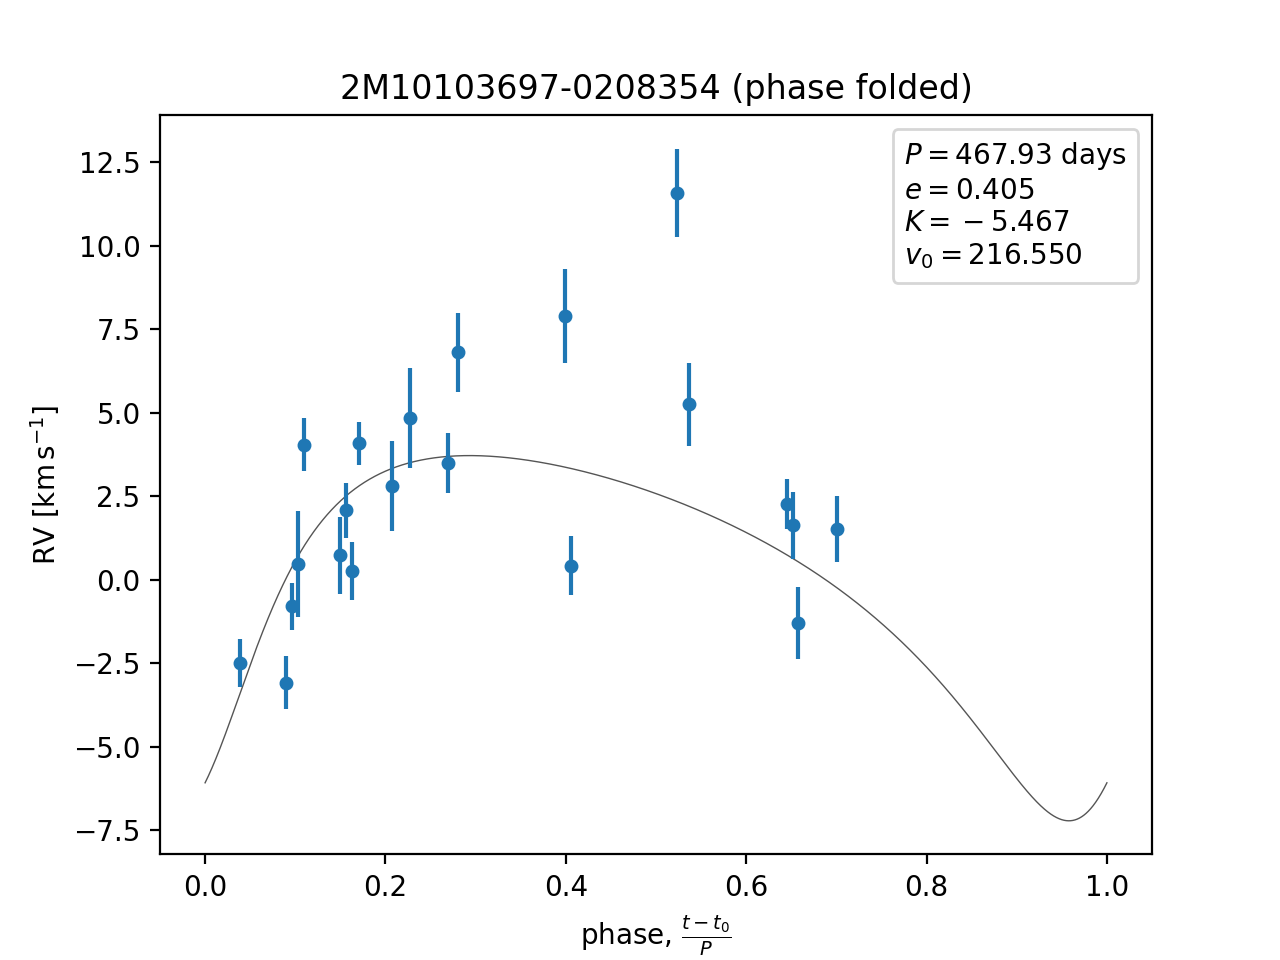 2M10103697-0208354 (phase folded)
P = 467.93 days
e = 0.405
K = −5.467
v₀ = 216.550
RV [km s⁻¹]
12.5
10.0
7.5
5.0
2.5
0.0
−2.5
−5.0
−7.5
0.0 0.2 0.4 0.6 0.8 1.0
phase, (t − t₀)/P